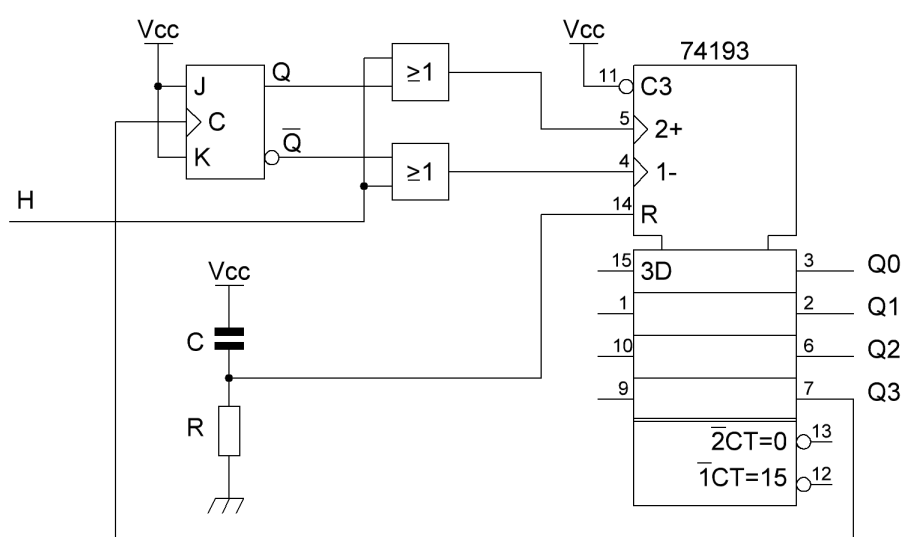 Vcc
J
C
K
Q
Q̅
≥1
≥1
H
Vcc
C
R
Vcc
74193
11
C3
5
2+
4
1-
14
R
15
3D
3
Q0
1
2
Q1
10
6
Q2
9
7
Q3
2̅CT=0
13
1̅CT=15
12